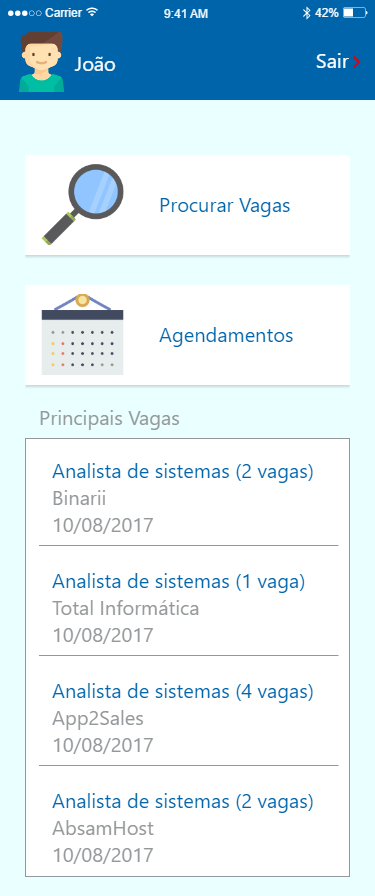 Carrier 9:41 AM 42%
João
Sair
Procurar Vagas
Agendamentos
Principais Vagas
Analista de sistemas (2 vagas)
Binarii
10/08/2017
Analista de sistemas (1 vaga)
Total Informática
10/08/2017
Analista de sistemas (4 vagas)
App2Sales
10/08/2017
Analista de sistemas (2 vagas)
AbsamHost
10/08/2017